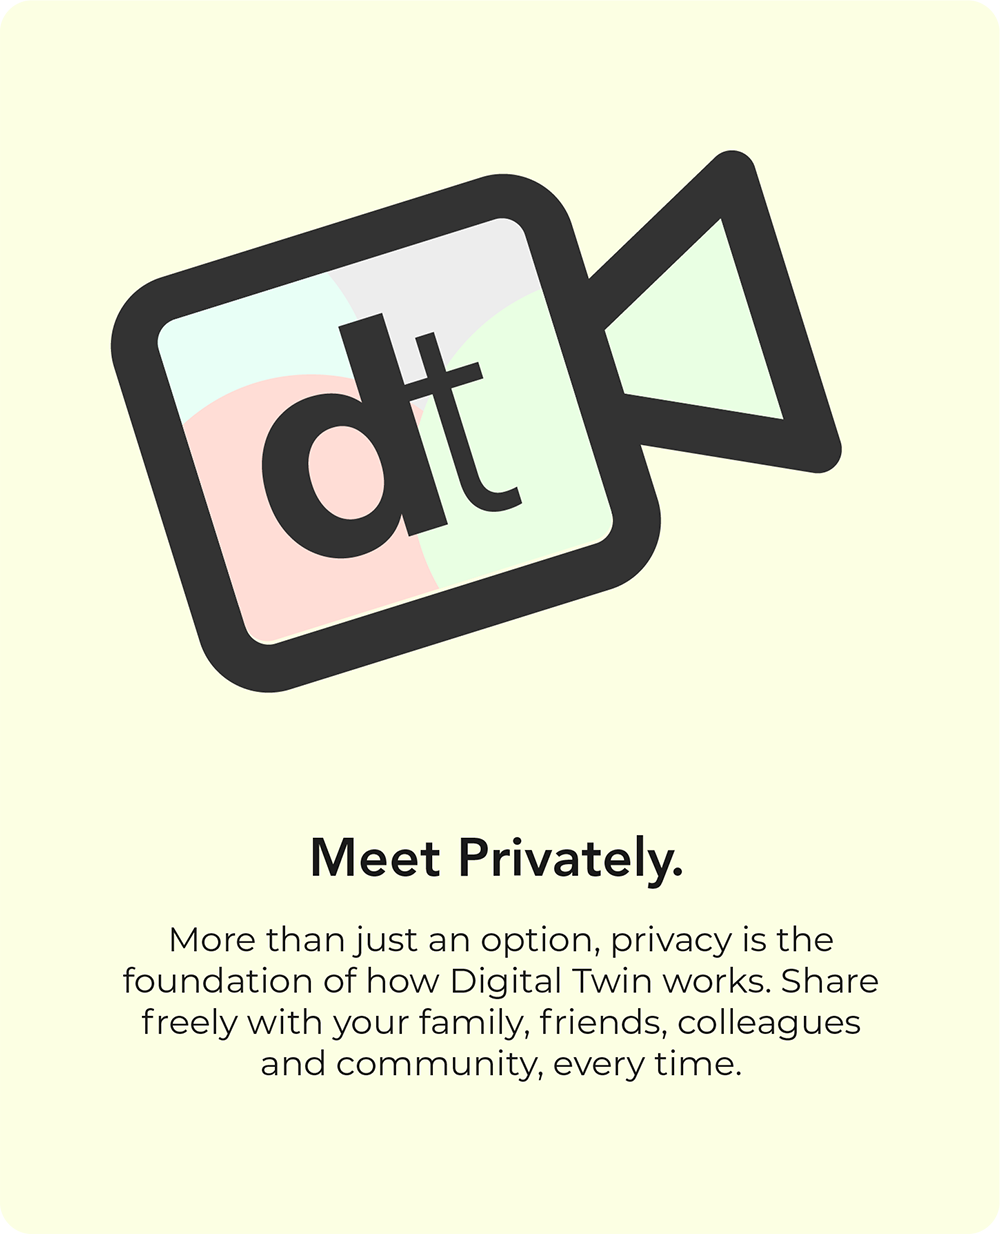 dt
Meet Privately.
More than just an option, privacy is the
foundation of how Digital Twin works. Share
freely with your family, friends, colleagues
and community, every time.